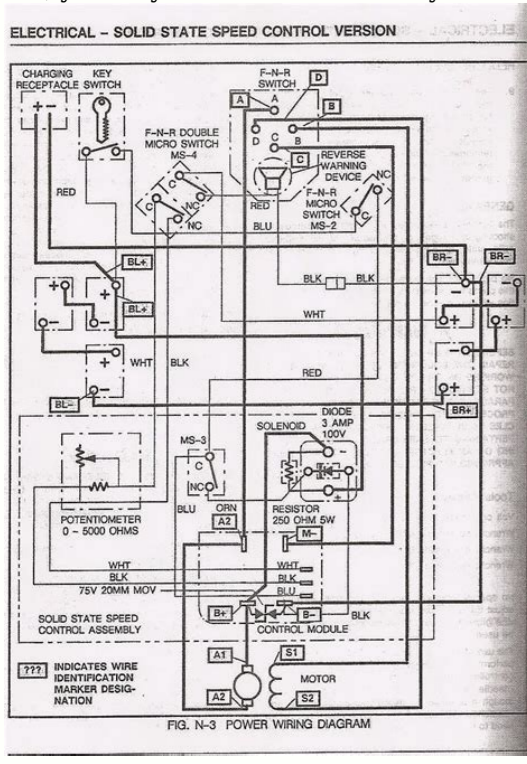 ELECTRICAL – SOLID STATE SPEED CONTROL VERSION
CHARGING
RECEPTACLE
KEY
SWITCH
F-N-R
SWITCH
D
A
A
B
D
C
B
C
F-N-R DOUBLE
MICRO SWITCH
MS-4
REVERSE
WARNING
DEVICE
C
NO
C
NC
RED
RED
BLU
F-N-R
MICRO
SWITCH
MS-2
NC
C
BL+
BR–
BR–
BLK
BLK
BL+
WHT
WHT
BLK
RED
BL–
BR+
DIODE
3 AMP
100V
SOLENOID
MS-3
C
NO
BLU
ORN
A2
RESISTOR
250 OHM 5W
M–
POTENTIOMETER
0 – 5000 OHMS
WHT
WHT
BLK
BLK
75V 20MM MOV
BLU
B+
B–
BLK
SOLID STATE SPEED
CONTROL ASSEMBLY
CONTROL MODULE
A1
S1
??? INDICATES WIRE
IDENTIFICATION
MARKER DESIG-
NATION
MOTOR
A2
S2
FIG. N-3 POWER WIRING DIAGRAM